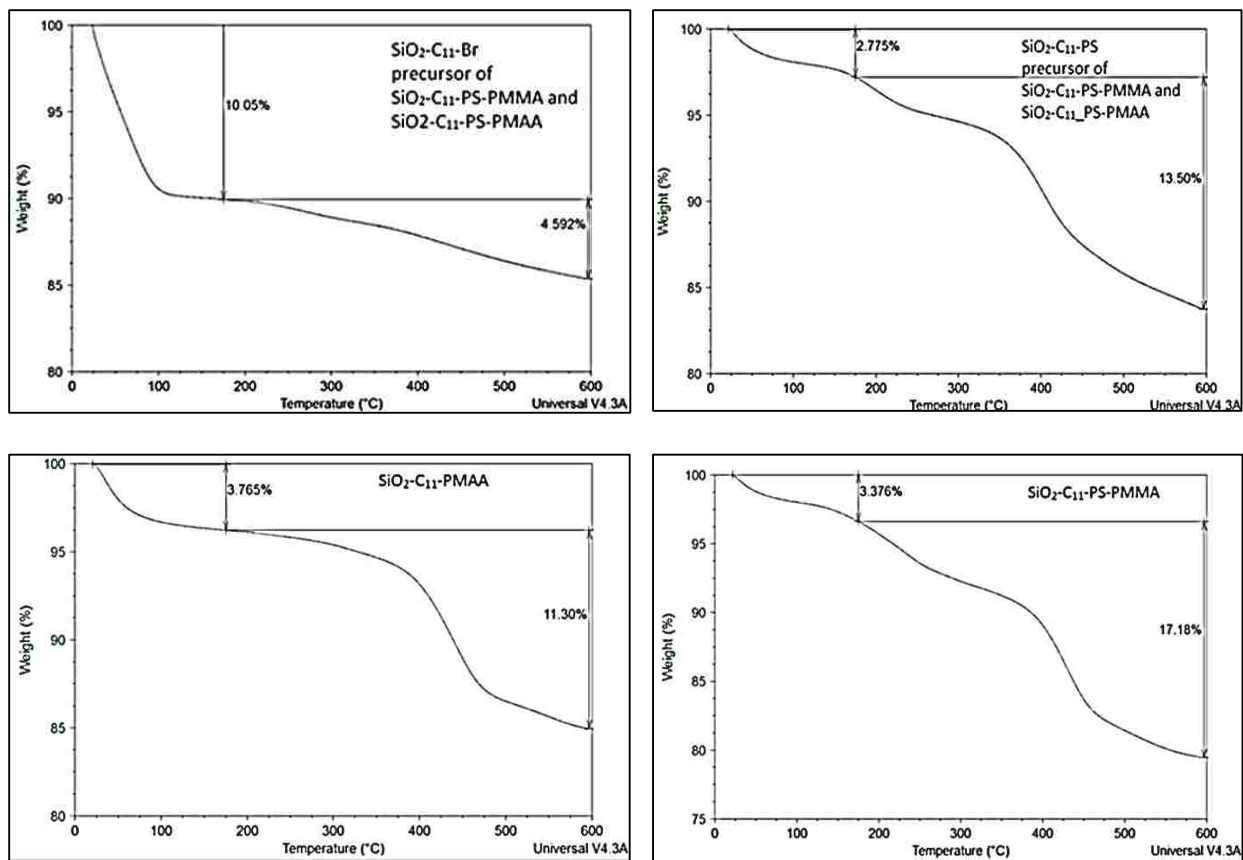 100
95
90
85
80
Weight (%)
10.05%
4.592%
SiO₂-C₁₁-Br
precursor of
SiO₂-C₁₁-PS-PMMA and
SiO2-C₁₁-PS-PMAA
0 100 200 300 400 500 600
Temperature (°C)
Universal V4.3A
100
95
90
85
80
Weight (%)
2.775%
13.50%
SiO₂-C₁₁-PS
precursor of
SiO₂-C₁₁-PS-PMMA and
SiO₂-C₁₁_PS-PMAA
0 100 200 300 400 500 600
Temperature (°C)
Universal V4.3A
100
95
90
85
80
Weight (%)
3.765%
11.30%
SiO₂-C₁₁-PMAA
0 100 200 300 400 500 600
Temperature (°C)
Universal V4.3A
100
95
90
85
80
75
Weight (%)
3.376%
17.18%
SiO₂-C₁₁-PS-PMMA
0 100 200 300 400 500 600
Temperature (°C)
Universal V4.3A